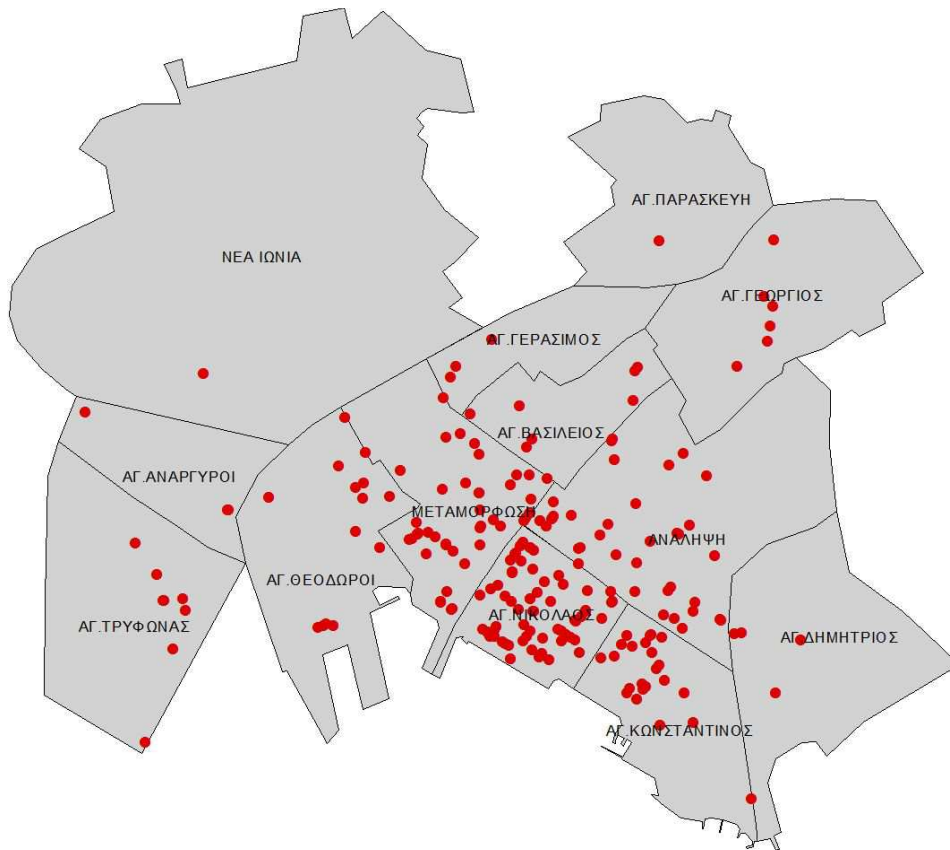 ΑΓ.ΠΑΡΑΣΚΕΥΗ
ΝΕΑ ΙΩΝΙΑ
ΑΓ.ΓΕΩΡΓΙΟΣ
ΑΓ.ΓΕΡΑΣΙΜΟΣ
ΑΓ.ΒΑΣΙΛΕΙΟΣ
ΑΓ.ΑΝΑΡΓΥΡΟΙ
ΜΕΤΑΜΟΡΦΩΣΗ
ΑΝΑΛΗΨΗ
ΑΓ.ΘΕΟΔΩΡΟΙ
ΑΓ.ΝΙΚΟΛΑΟΣ
ΑΓ.ΤΡΥΦΩΝΑΣ
ΑΓ.ΔΗΜΗΤΡΙΟΣ
ΑΓ.ΚΩΝΣΤΑΝΤΙΝΟΣ